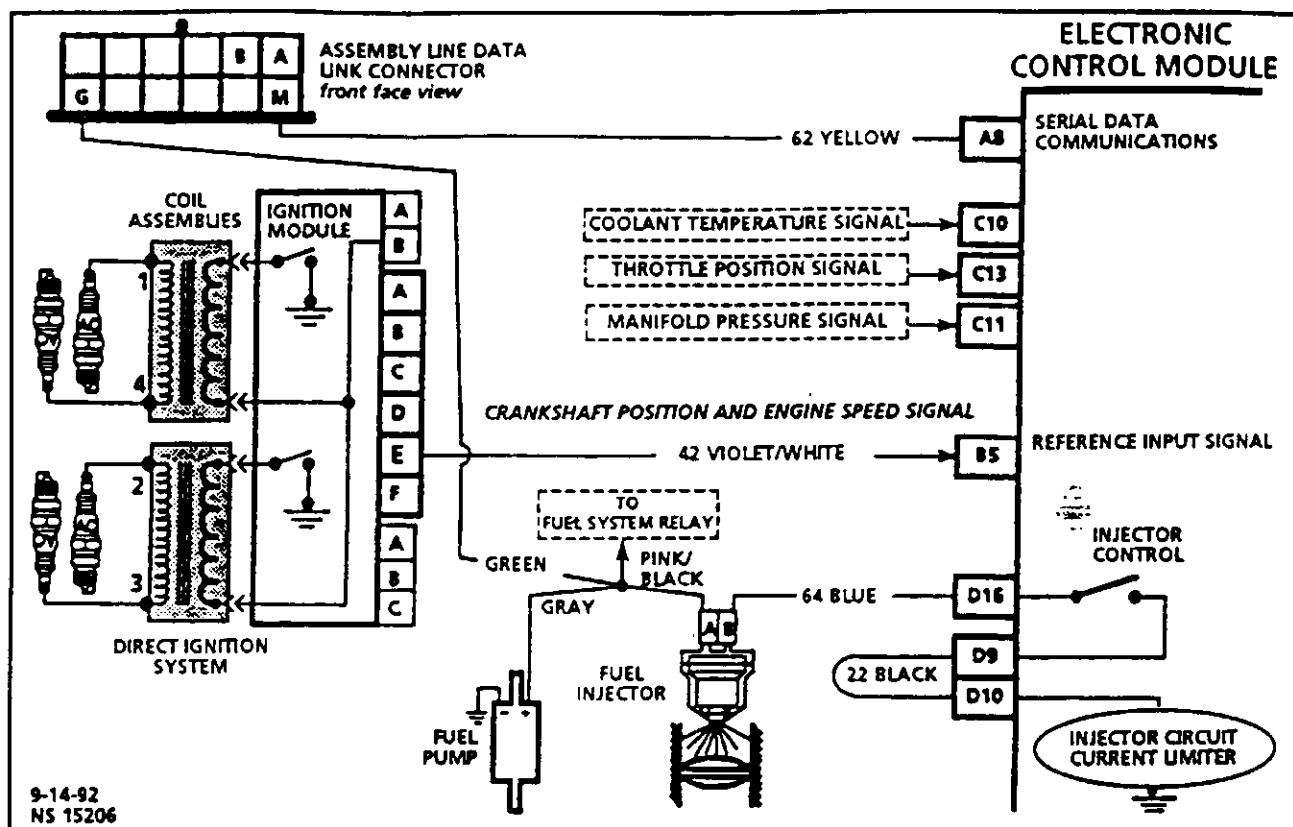 ASSEMBLY LINE DATA
LINK CONNECTOR
front face view
B A
G M
ELECTRONIC
CONTROL MODULE
62 YELLOW
A8
SERIAL DATA
COMMUNICATIONS
COIL
ASSEMBLIES
IGNITION
MODULE
A
B
A
B
C
D
E
F
A
B
C
1
4
2
3
DIRECT IGNITION
SYSTEM
COOLANT TEMPERATURE SIGNAL
C10
THROTTLE POSITION SIGNAL
C13
MANIFOLD PRESSURE SIGNAL
C11
CRANKSHAFT POSITION AND ENGINE SPEED SIGNAL
42 VIOLET/WHITE
B5
REFERENCE INPUT SIGNAL
TO
FUEL SYSTEM RELAY
GREEN
PINK/
BLACK
GRAY
INJECTOR
CONTROL
64 BLUE
D16
A B
D9
22 BLACK
D10
FUEL
INJECTOR
- +
FUEL
PUMP
INJECTOR CIRCUIT
CURRENT LIMITER
9-14-92
NS 15206